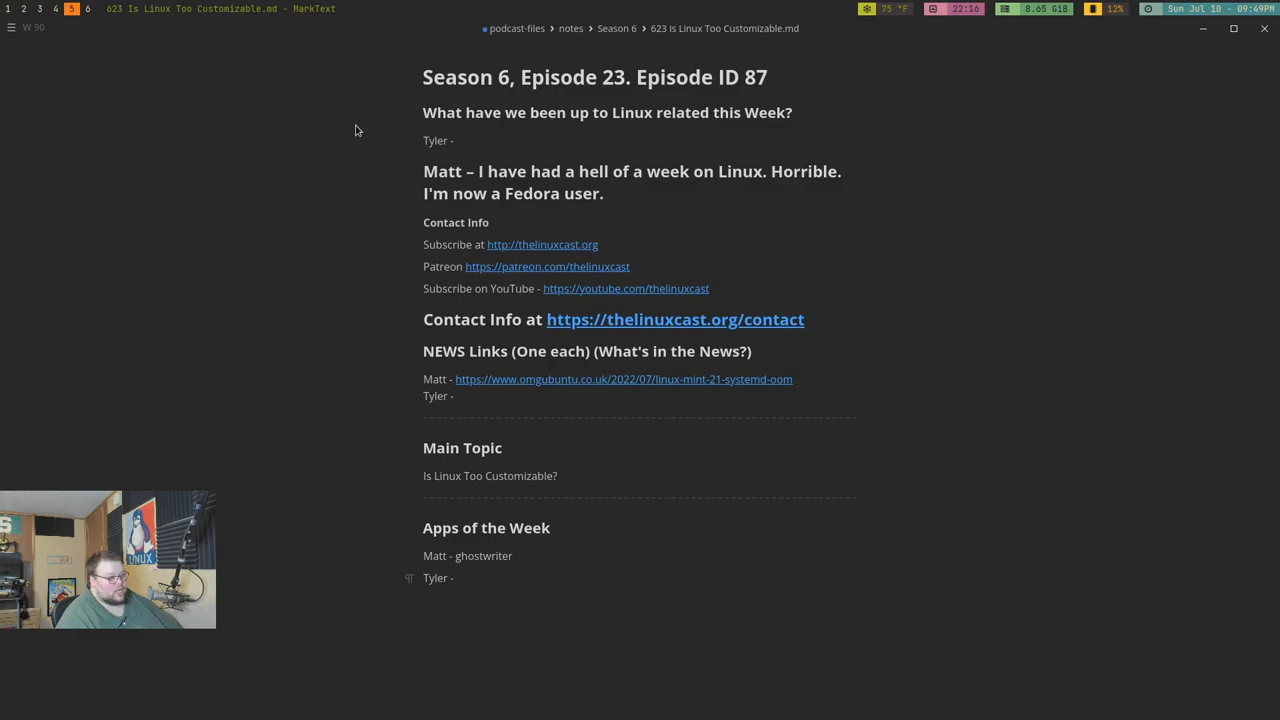 1 2 3 4 5 6 623 Is Linux Too Customizable.md - MarkText 75 °F 22:16 8.65 GiB 12% Sun Jul 10 - 09:49PM
W 90 podcast-files > notes > Season 6 > 623 Is Linux Too Customizable.md
Season 6, Episode 23. Episode ID 87
What have we been up to Linux related this Week?
Tyler -
Matt – I have had a hell of a week on Linux. Horrible.
I'm now a Fedora user.
Contact Info
Subscribe at http://thelinuxcast.org
Patreon https://patreon.com/thelinuxcast
Subscribe on YouTube - https://youtube.com/thelinuxcast
Contact Info at https://thelinuxcast.org/contact
NEWS Links (One each) (What's in the News?)
Matt - https://www.omgubuntu.co.uk/2022/07/linux-mint-21-systemd-oom
Tyler -
Main Topic
Is Linux Too Customizable?
Apps of the Week
Matt - ghostwriter
Tyler -
S
LINUX